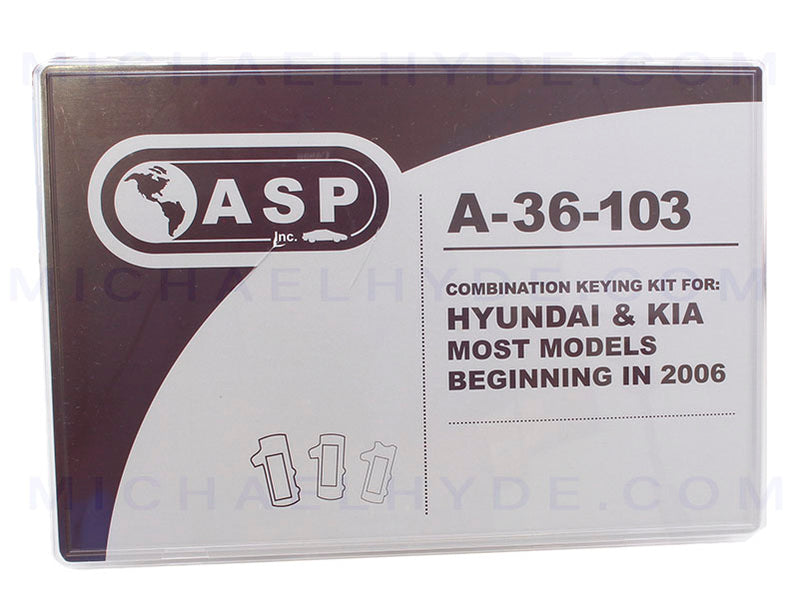 MICHAELHYDE.COM
ASP
Inc.
A-36-103
MICHAELHYDE.COM
COMBINATION KEYING KIT FOR:
HYUNDAI & KIA
MOST MODELS
BEGINNING IN 2006
MICHAELHYDE.COM